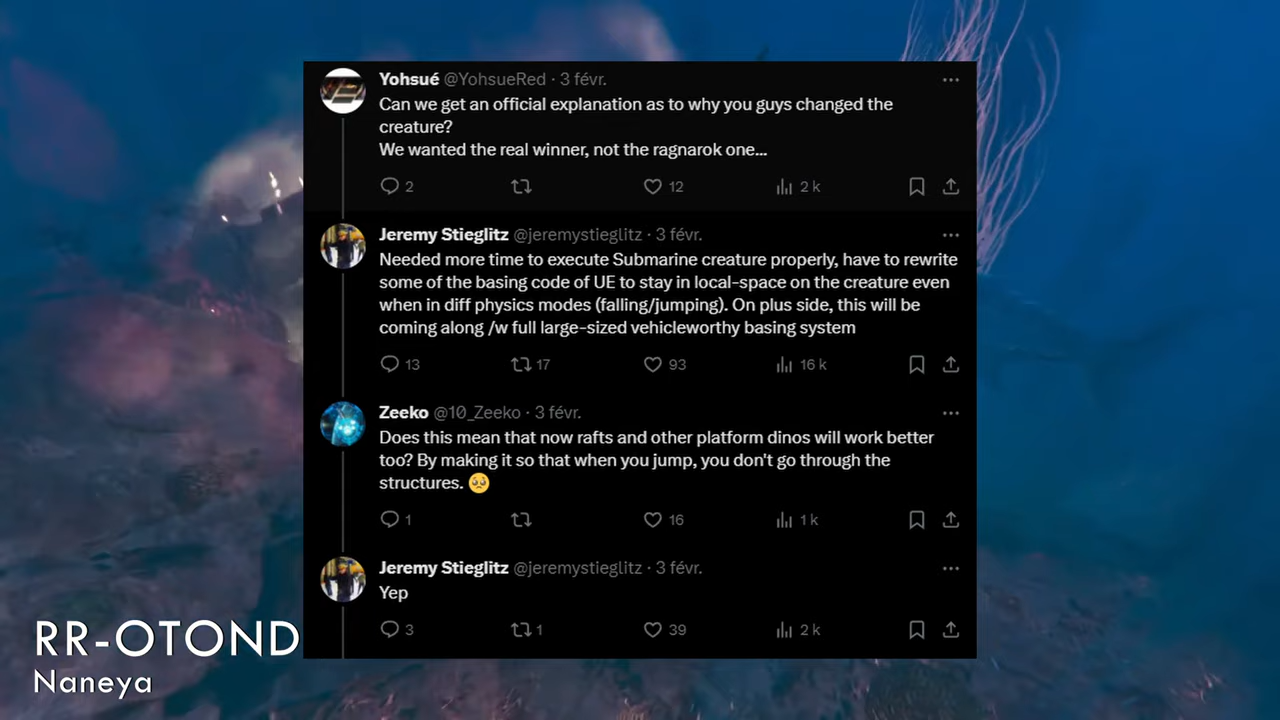 Yohsué @YohsueRed · 3 févr.
Can we get an official explanation as to why you guys changed the
creature?
We wanted the real winner, not the ragnarok one...
2 12 2 k
Jeremy Stieglitz @jeremystieglitz · 3 févr.
Needed more time to execute Submarine creature properly, have to rewrite
some of the basing code of UE to stay in local-space on the creature even
when in diff physics modes (falling/jumping). On plus side, this will be
coming along /w full large-sized vehicleworthy basing system
13 17 93 16 k
Zeeko @10_Zeeko · 3 févr.
Does this mean that now rafts and other platform dinos will work better
too? By making it so that when you jump, you don't go through the
structures. 🥺
1 16 1 k
Jeremy Stieglitz @jeremystieglitz · 3 févr.
Yep
3 1 39 2 k
RR-OTOND
Naneya